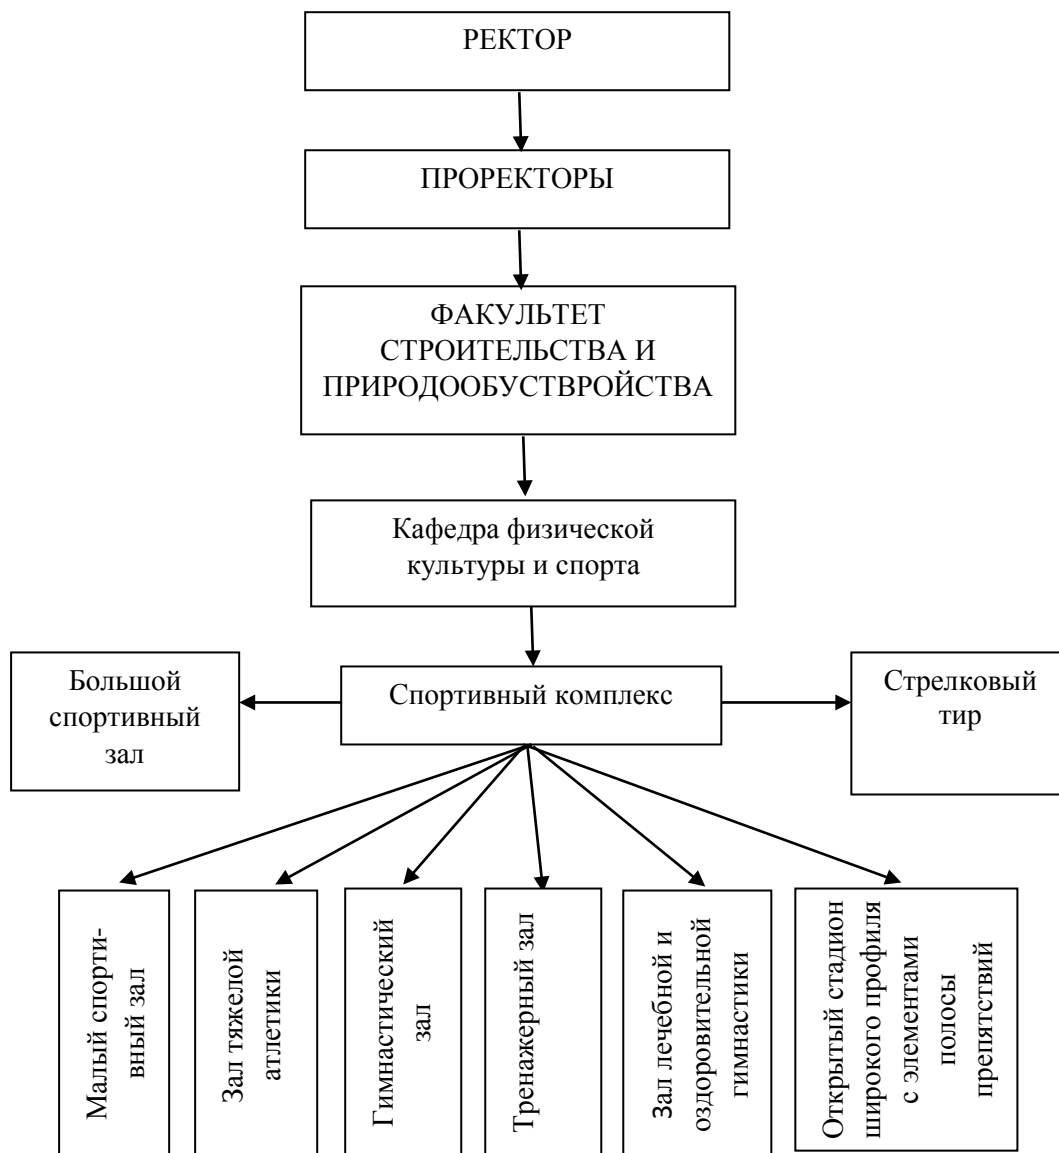 РЕКТОР
ПРОРЕКТОРЫ
ФАКУЛЬТЕТ
СТРОИТЕЛЬСТВА И
ПРИРОДООБУСТВРОЙСТВА
Кафедра физической
культуры и спорта
Большой
спортивный
зал
Спортивный комплекс
Стрелковый
тир
Малый спорти-
вный зал
Зал тяжелой
атлетики
Гимнастический
зал
Тренажерный зал
Зал лечебной и
оздоровительной
гимнастики
Открытый стадион
широкого профиля
с элементами
полосы
препятствий